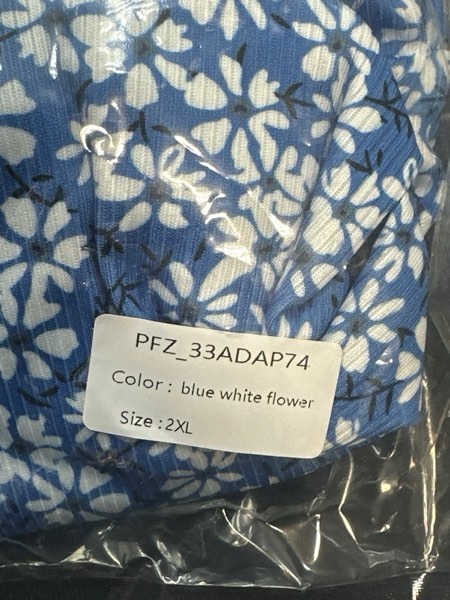 PFZ_33ADAP74
Color : blue white flower
Size :2XL